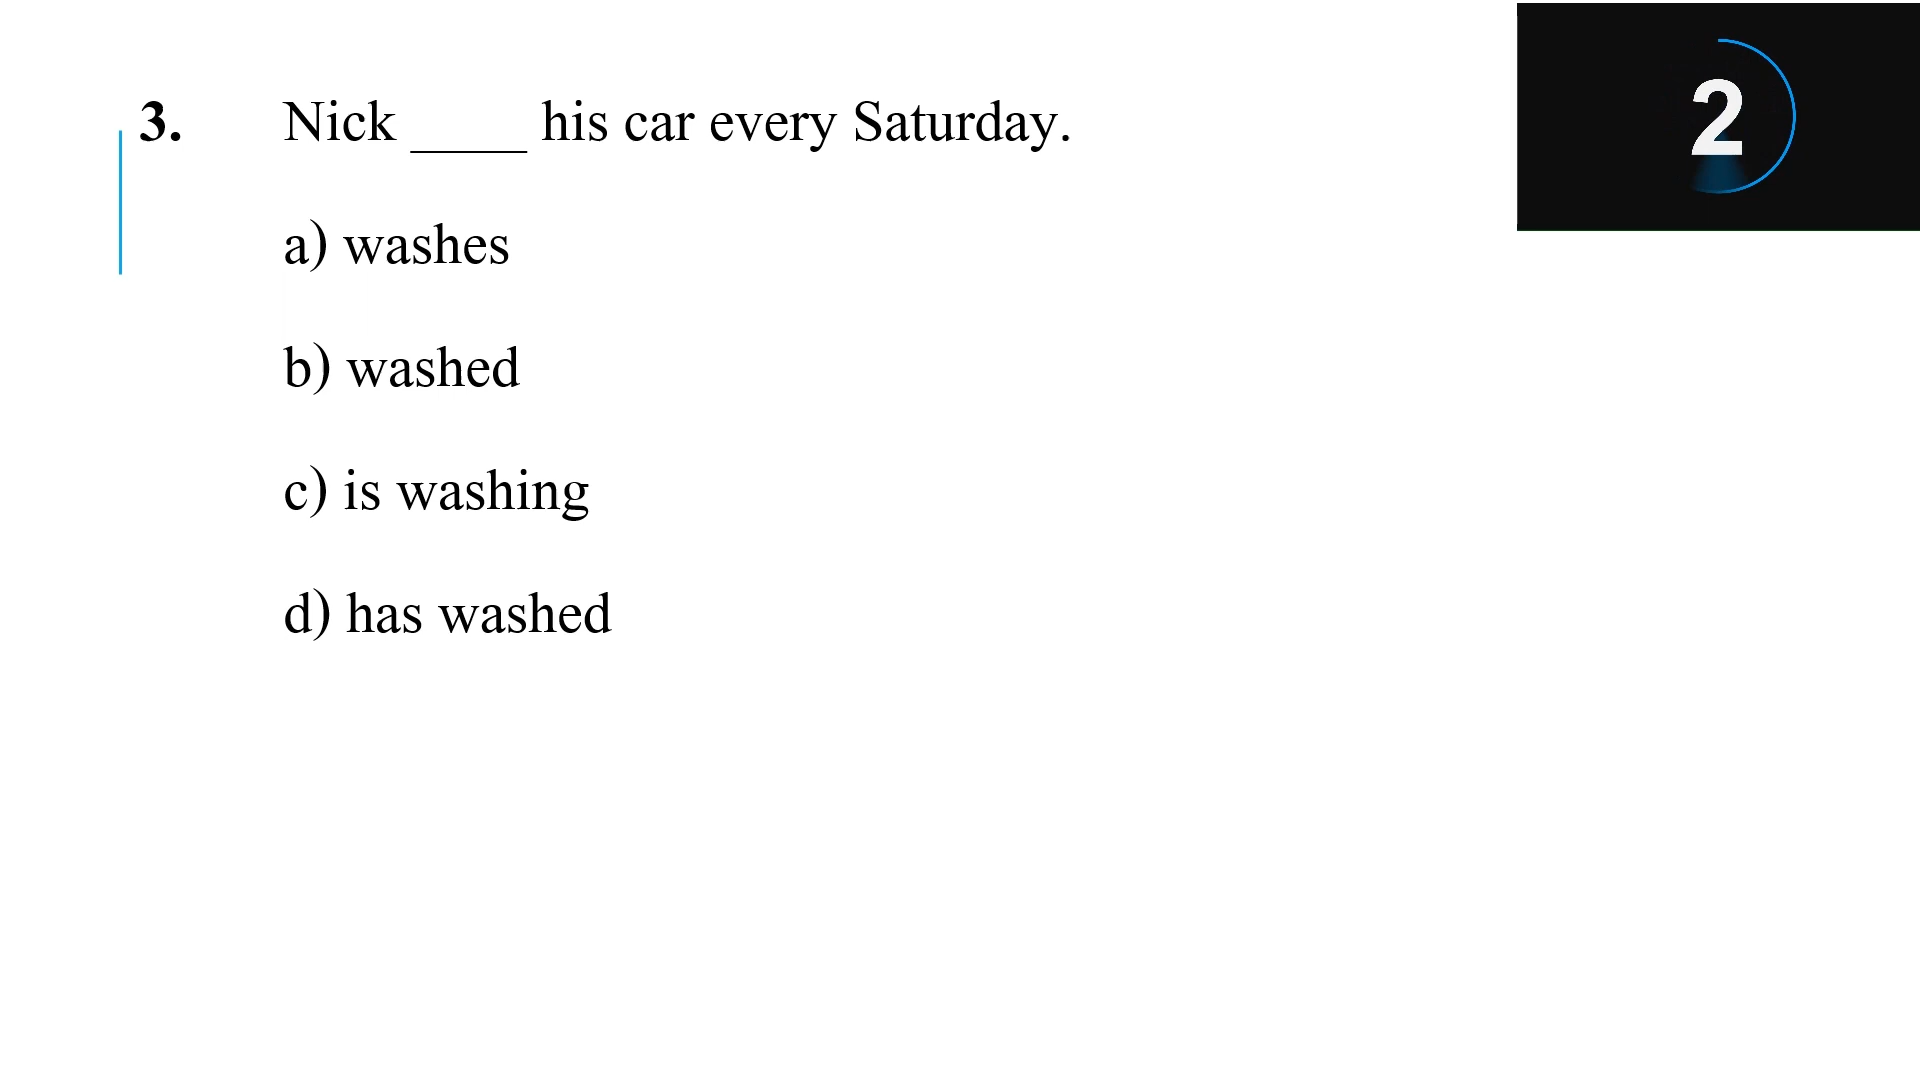 3. Nick ____ his car every Saturday.
a) washes
b) washed
c) is washing
d) has washed
2